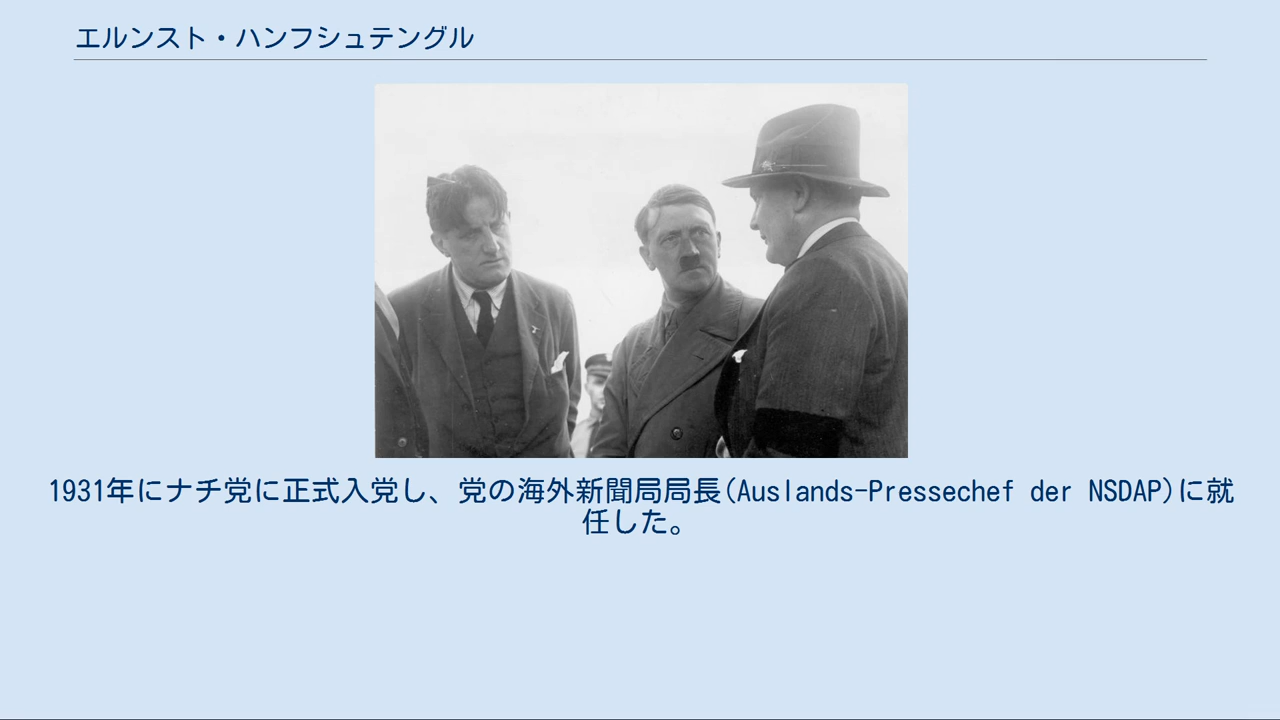 エルンスト・ハンフシュテングル
1931年にナチ党に正式入党し、党の海外新聞局局長(Auslands-Pressechef der NSDAP)に就
任した。